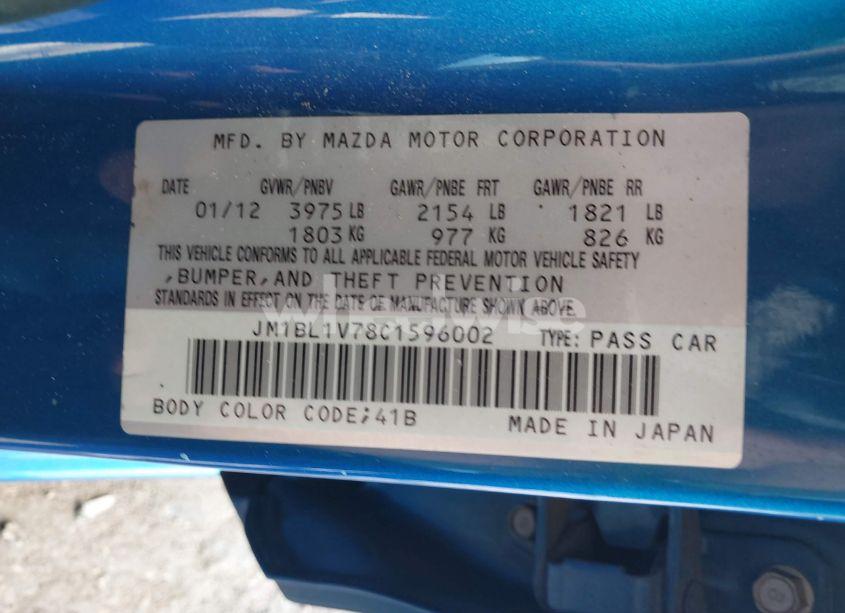 MFD. BY MAZDA MOTOR CORPORATION
DATE GVWR/PNBV GAWR/PNBE FRT GAWR/PNBE RR
01/12 3975 LB 2154 LB 1821 LB
1803 KG 977 KG 826 KG
THIS VEHICLE CONFORMS TO ALL APPLICABLE FEDERAL MOTOR VEHICLE SAFETY
,BUMPER,AND THEFT PREVENTION
STANDARDS IN EFFECT ON THE DATE OF MANUFACTURE SHOWN ABOVE.
JM1BL1V78C1596002 TYPE: PASS CAR
BODY COLOR CODE;41B MADE IN JAPAN